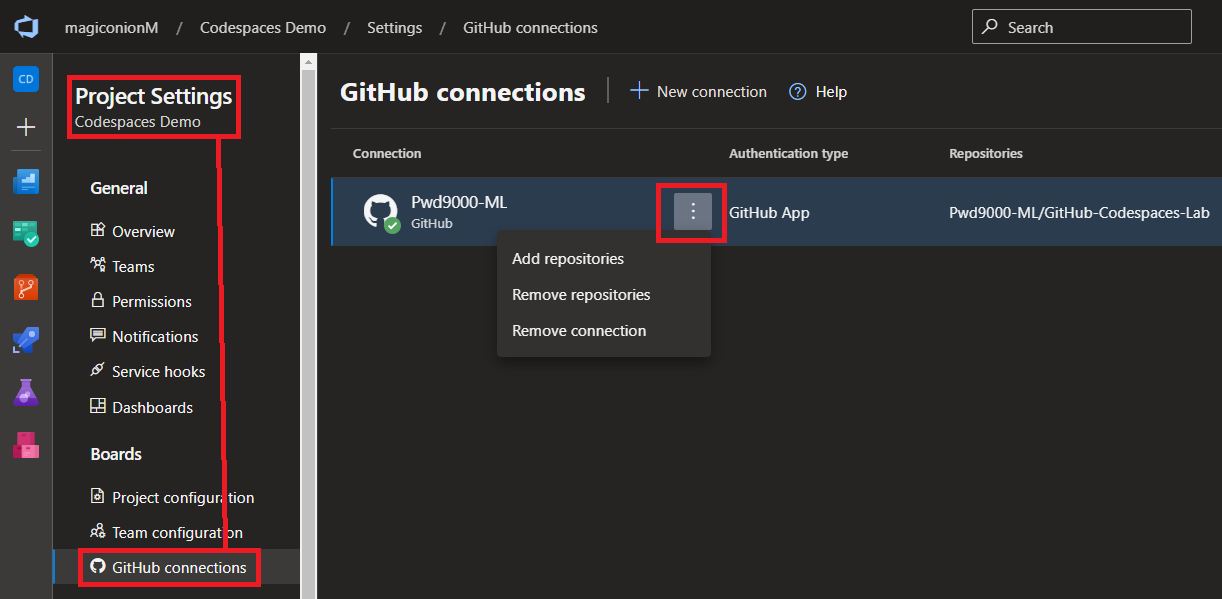 magiconionM / Codespaces Demo / Settings / GitHub connections
Search
CD
Project Settings
Codespaces Demo
General
Overview
Teams
Permissions
Notifications
Service hooks
Dashboards
Boards
Project configuration
Team configuration
GitHub connections
GitHub connections
New connection
Help
Connection Authentication type Repositories
Pwd9000-ML
GitHub
GitHub App
Pwd9000-ML/GitHub-Codespaces-Lab
Add repositories
Remove repositories
Remove connection